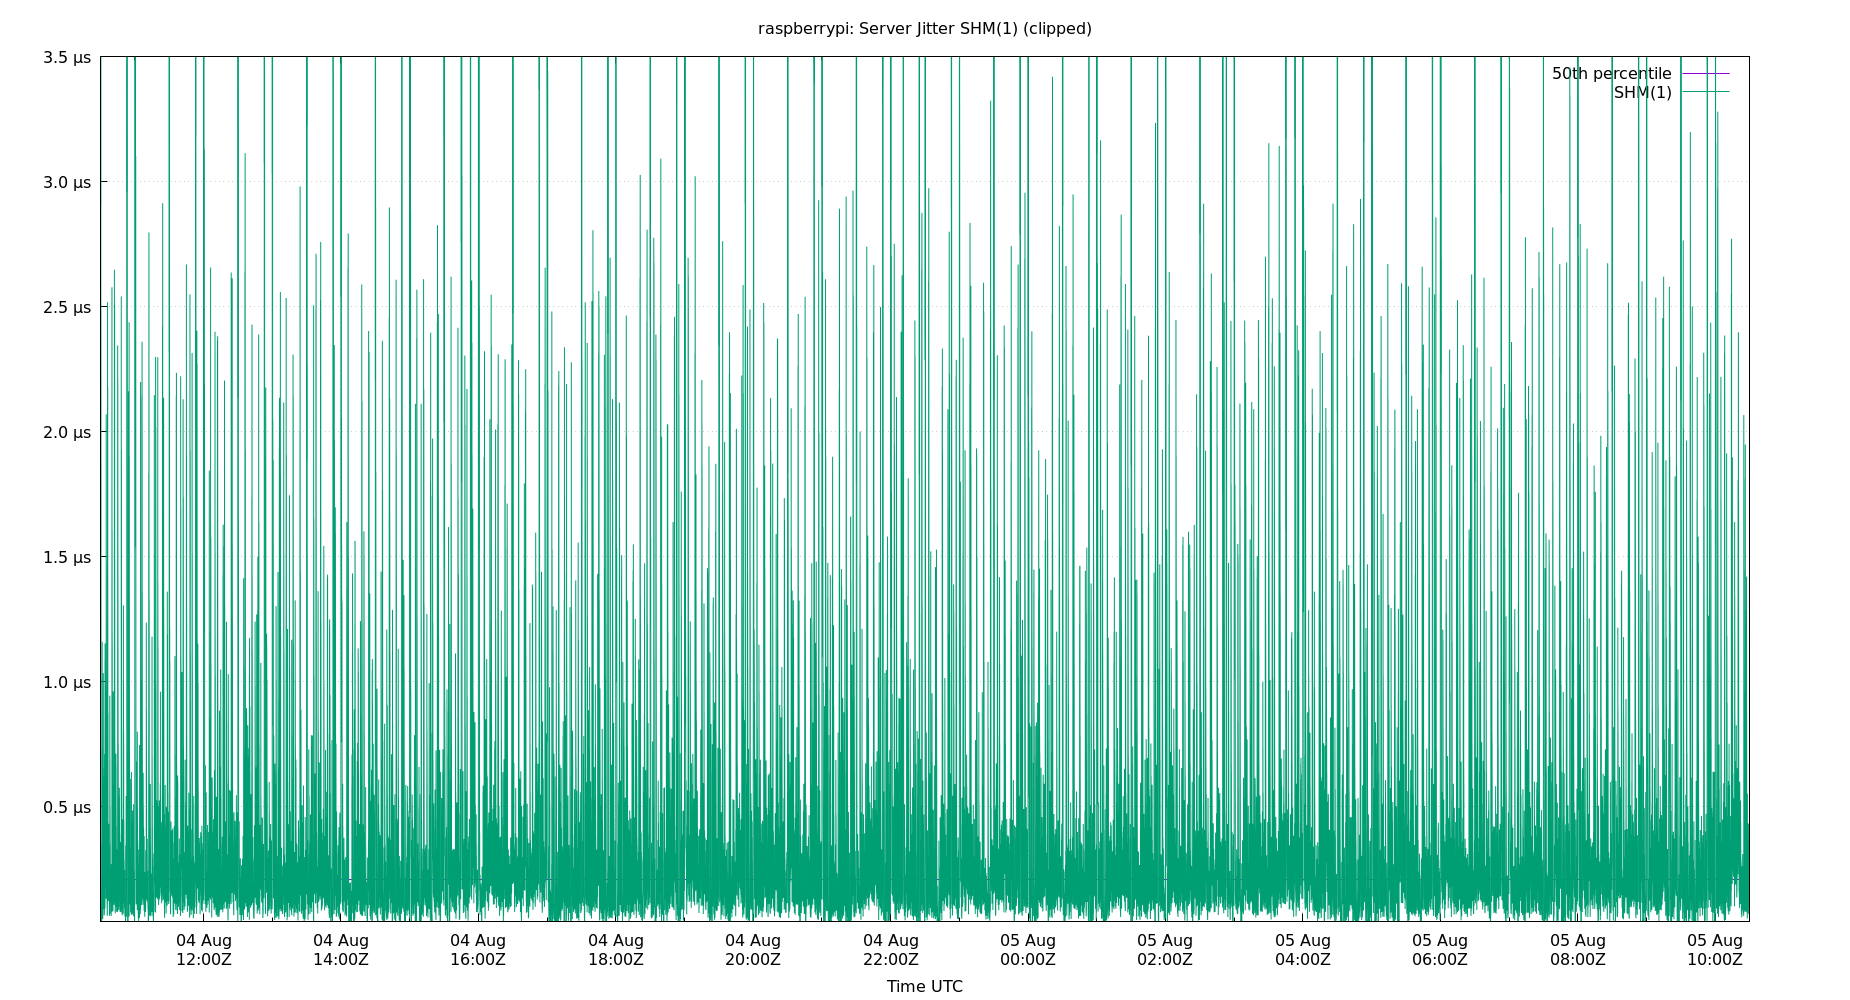 raspberrypi: Server Jitter SHM(1) (clipped)
3.5 μs
50th percentile
SHM(1)
3.0 μs
2.5 μs
2.0 μs
1.5 μs
1.0 μs
0.5 μs
04 Aug 04 Aug 04 Aug 04 Aug 04 Aug 04 Aug 05 Aug 05 Aug 05 Aug 05 Aug 05 Aug 05 Aug
12:00Z 14:00Z 16:00Z 18:00Z 20:00Z 22:00Z 00:00Z 02:00Z 04:00Z 06:00Z 08:00Z 10:00Z
Time UTC